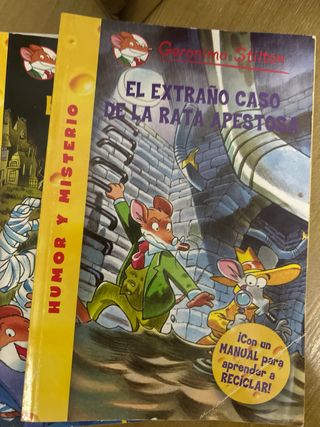 Geronimo Stilton
EL EXTRAÑO CASO
DE LA RATA APESTOSA
HUMOR Y MISTERIO
¡Con un
MANUAL para
aprender a
RECICLAR!